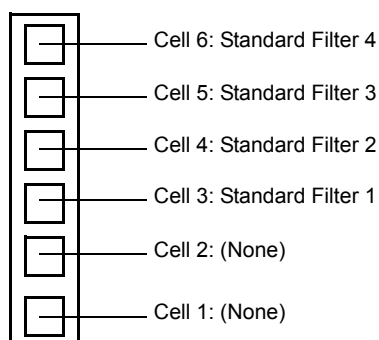 Cell 6: Standard Filter 4
Cell 5: Standard Filter 3
Cell 4: Standard Filter 2
Cell 3: Standard Filter 1
Cell 2: (None)
Cell 1: (None)